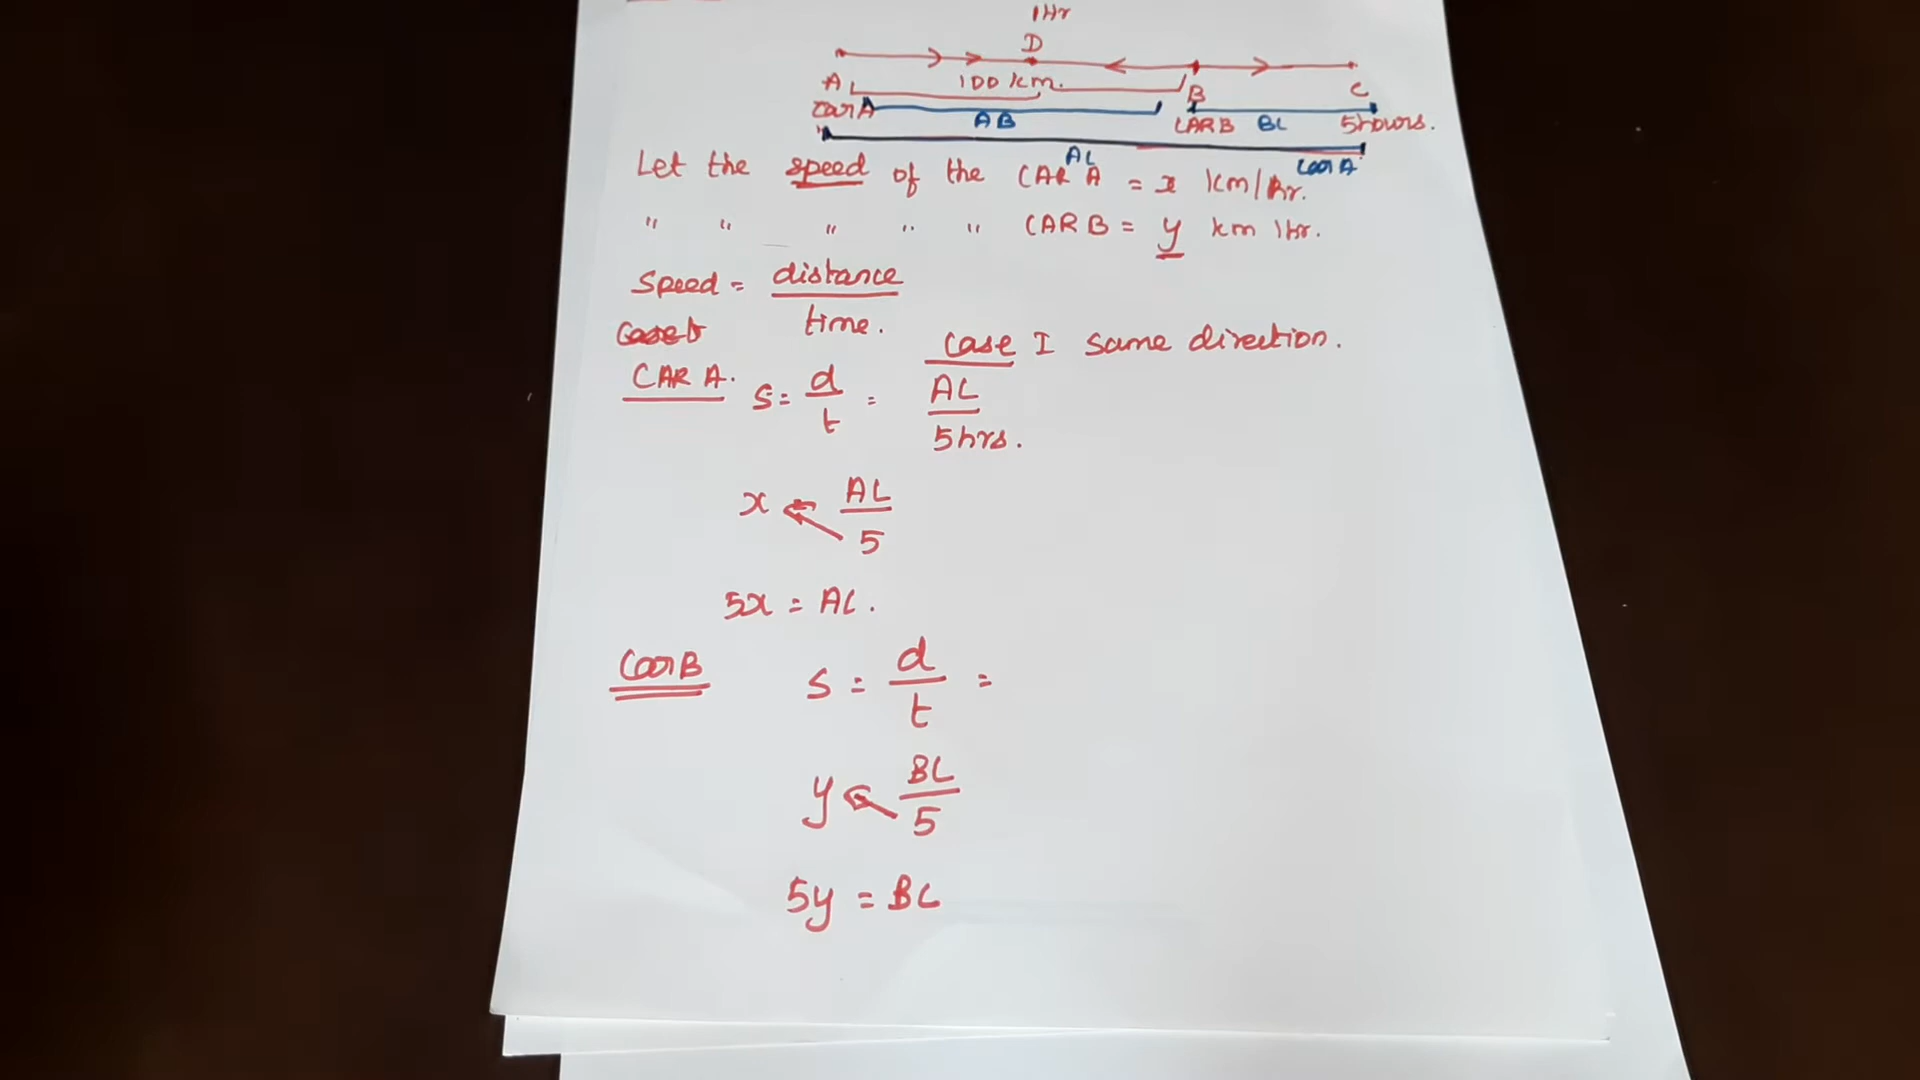 1Hr
D
A 100 km. B C
Car A AB CAR B BC 5hours.
AC Car A
Let the speed of the CAR A = x km/hr.
" " " " " CAR B = y km/hr.
Speed = distance
time.
Case I same direction.
CAR A. S = d/t = AC/5hrs.
x = AC/5
5x = AC.
Car B S = d/t =
y = BC/5
5y = BC